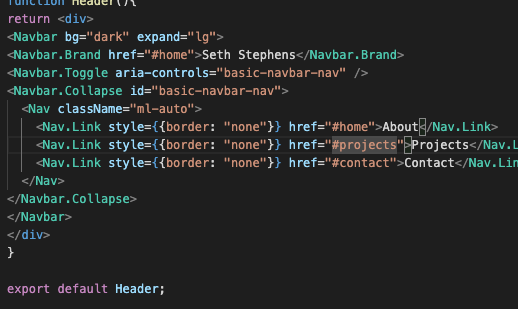 function Header(){
return <div>
<Navbar bg="dark" expand="lg">
<Navbar.Brand href="#home">Seth Stephens</Navbar.Brand>
<Navbar.Toggle aria-controls="basic-navbar-nav" />
<Navbar.Collapse id="basic-navbar-nav">
<Nav className="ml-auto">
<Nav.Link style={{border: "none"}} href="#home">About</Nav.Link>
<Nav.Link style={{border: "none"}} href="#projects">Projects</Nav.L
<Nav.Link style={{border: "none"}} href="#contact">Contact</Nav.Lin
</Nav>
</Navbar.Collapse>
</Navbar>
</div>
}
export default Header;